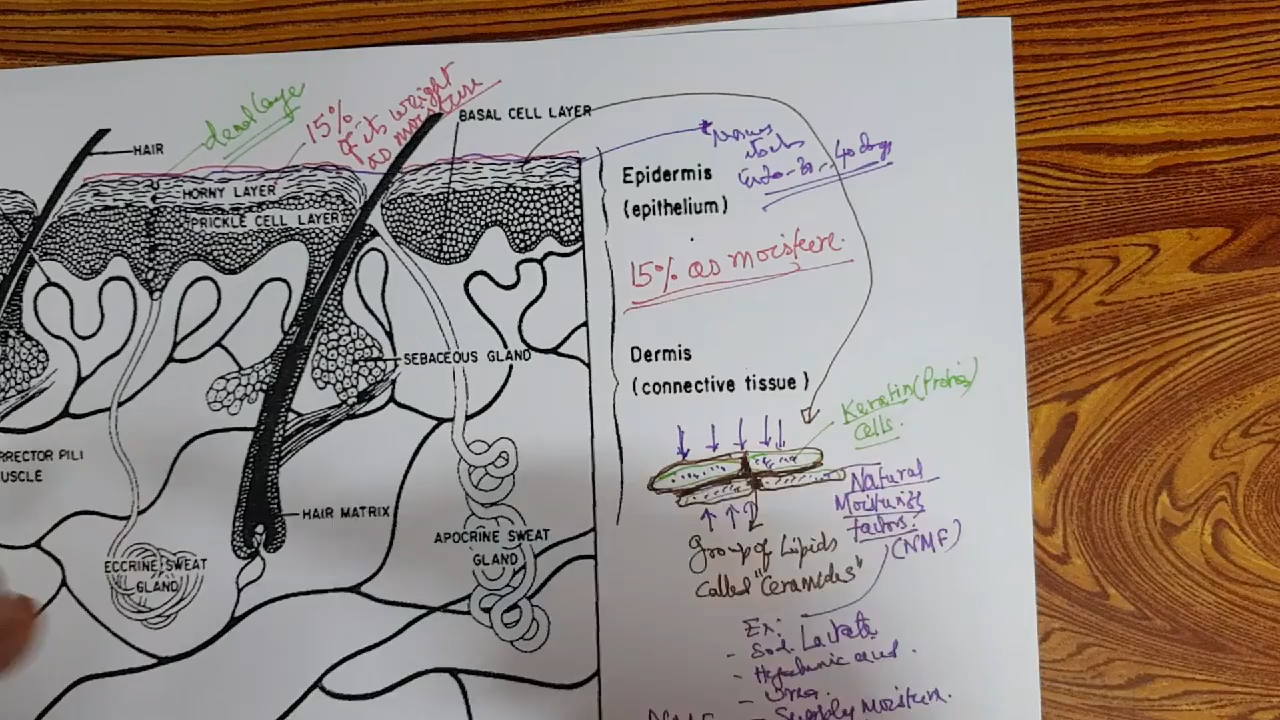 dead layer
15%
of its weight
as moisture
BASAL CELL LAYER
HAIR
HORNY LAYER
PRICKLE CELL LAYER
Epidermis
(epithelium)
15% as moisture.
SEBACEOUS GLAND
Dermis
(connective tissue)
Keratin (Protein)
Cells.
RRECTOR PILI
USCLE
HAIR MATRIX
Natural
factors.
(NMF)
APOCRINE SWEAT
GLAND
Group of Lipids
Called "Ceramides"
ECCRINE SWEAT
GLAND
Ex:
- Sod. Lactate
acid.
- Urea.
- Supply Moisture.